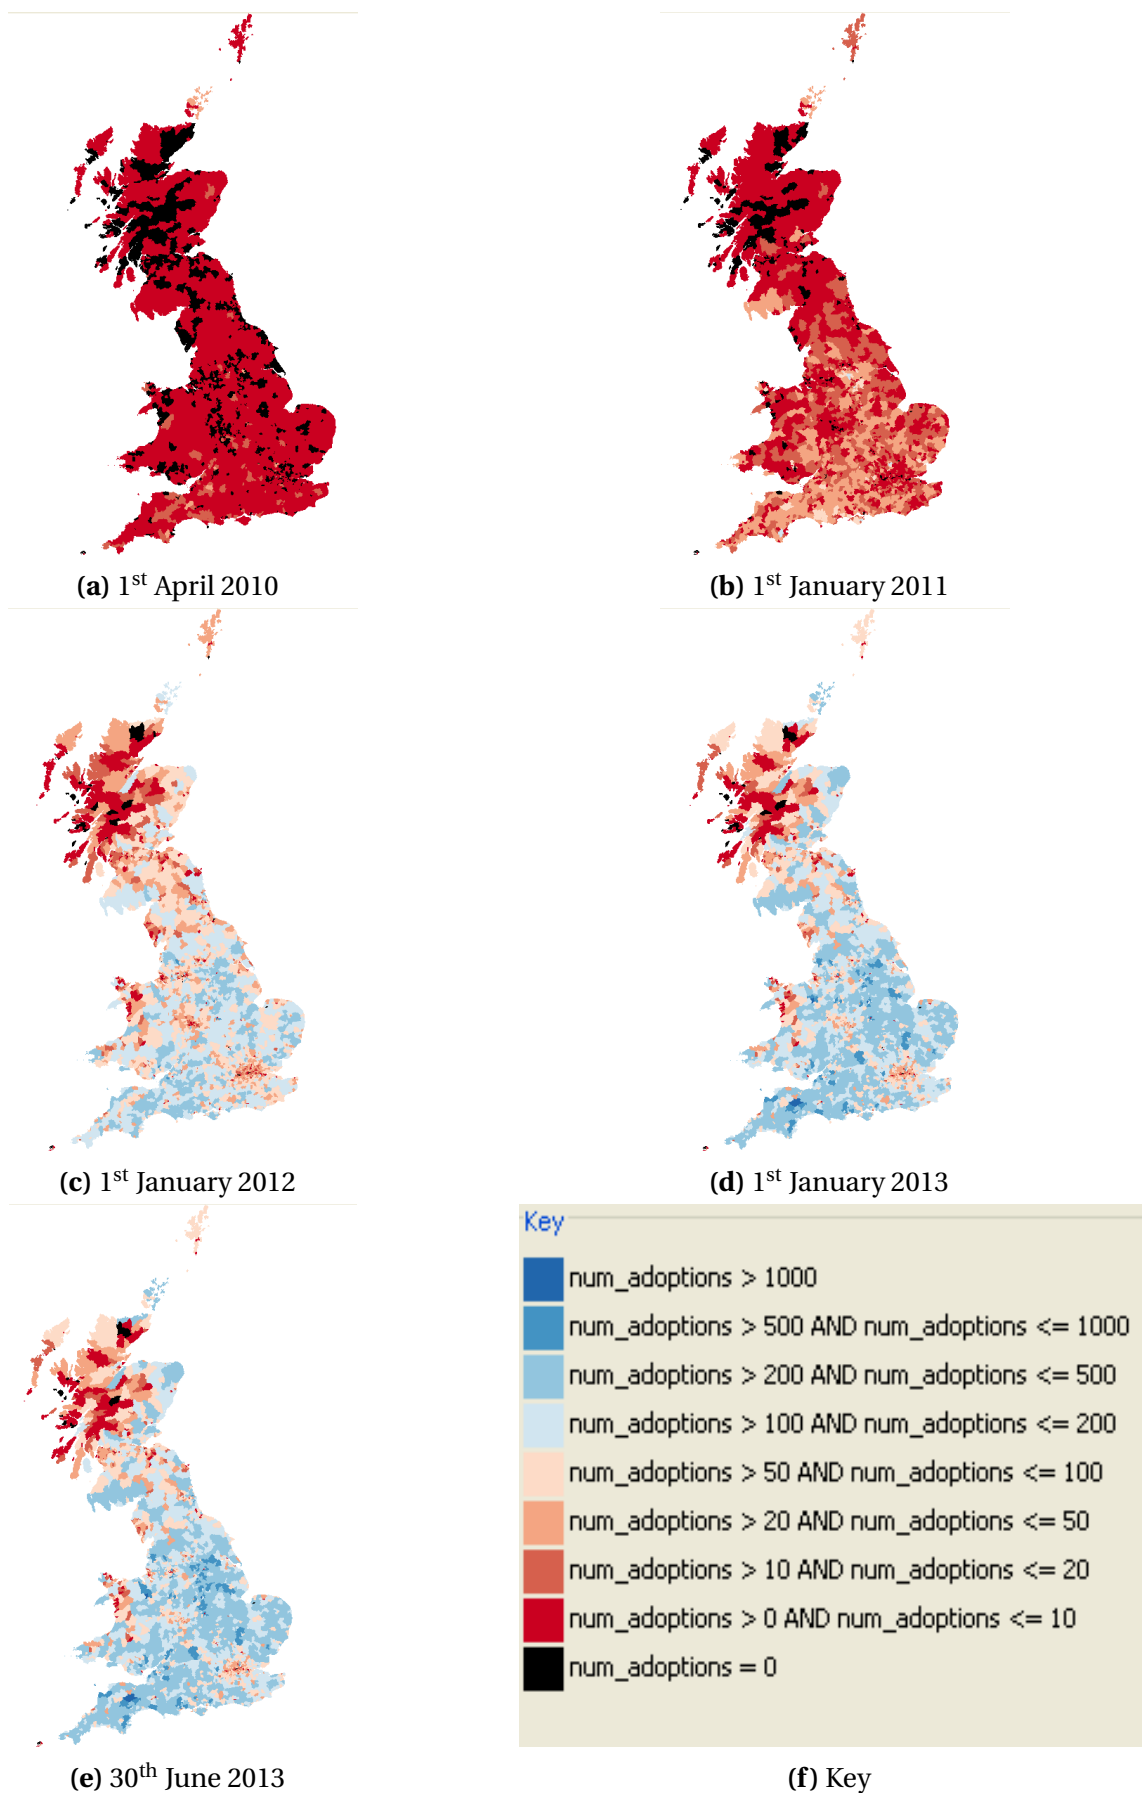 (a) 1st April 2010
(b) 1st January 2011
(c) 1st January 2012
(d) 1st January 2013
Key
num_adoptions > 1000
num_adoptions > 500 AND num_adoptions <= 1000
num_adoptions > 200 AND num_adoptions <= 500
num_adoptions > 100 AND num_adoptions <= 200
num_adoptions > 50 AND num_adoptions <= 100
num_adoptions > 20 AND num_adoptions <= 50
num_adoptions > 10 AND num_adoptions <= 20
num_adoptions > 0 AND num_adoptions <= 10
num_adoptions = 0
(e) 30th June 2013
(f) Key